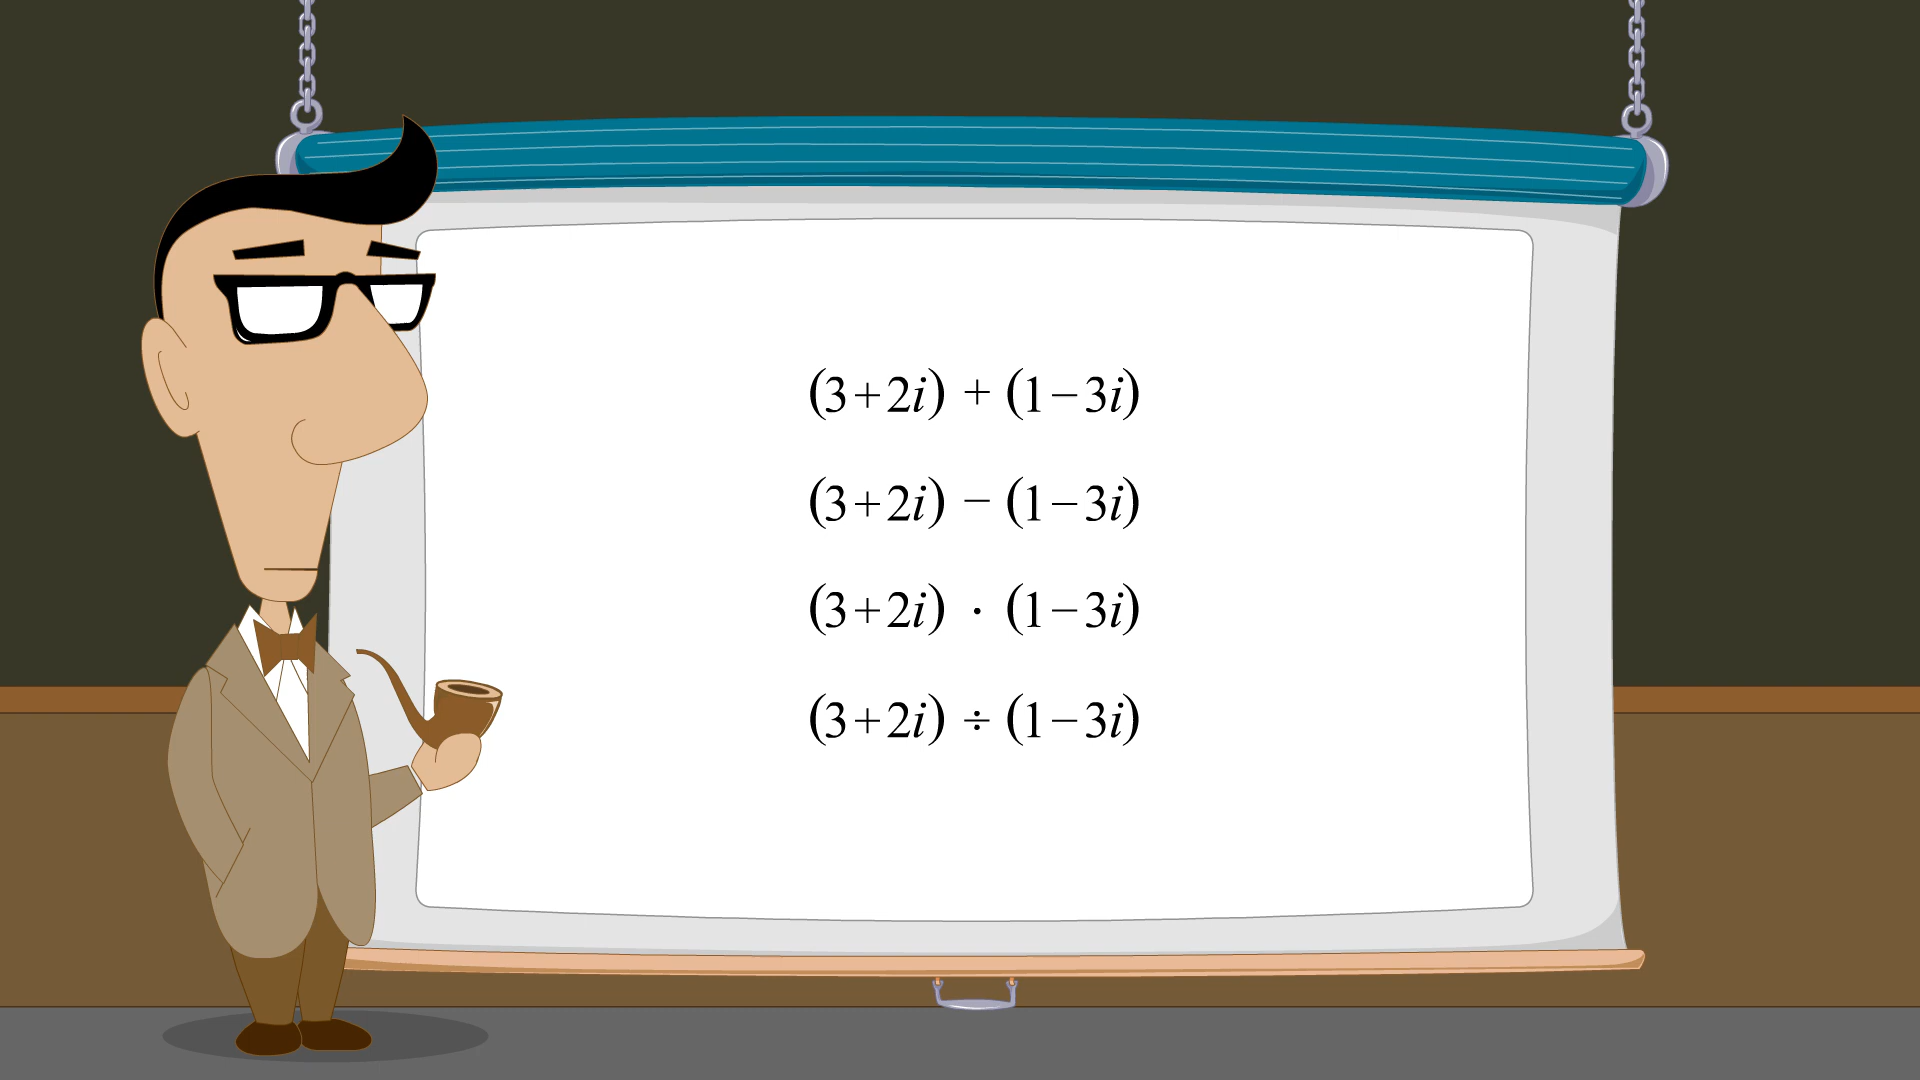 (3+2i) + (1−3i)
(3+2i) − (1−3i)
(3+2i) · (1−3i)
(3+2i) ÷ (1−3i)